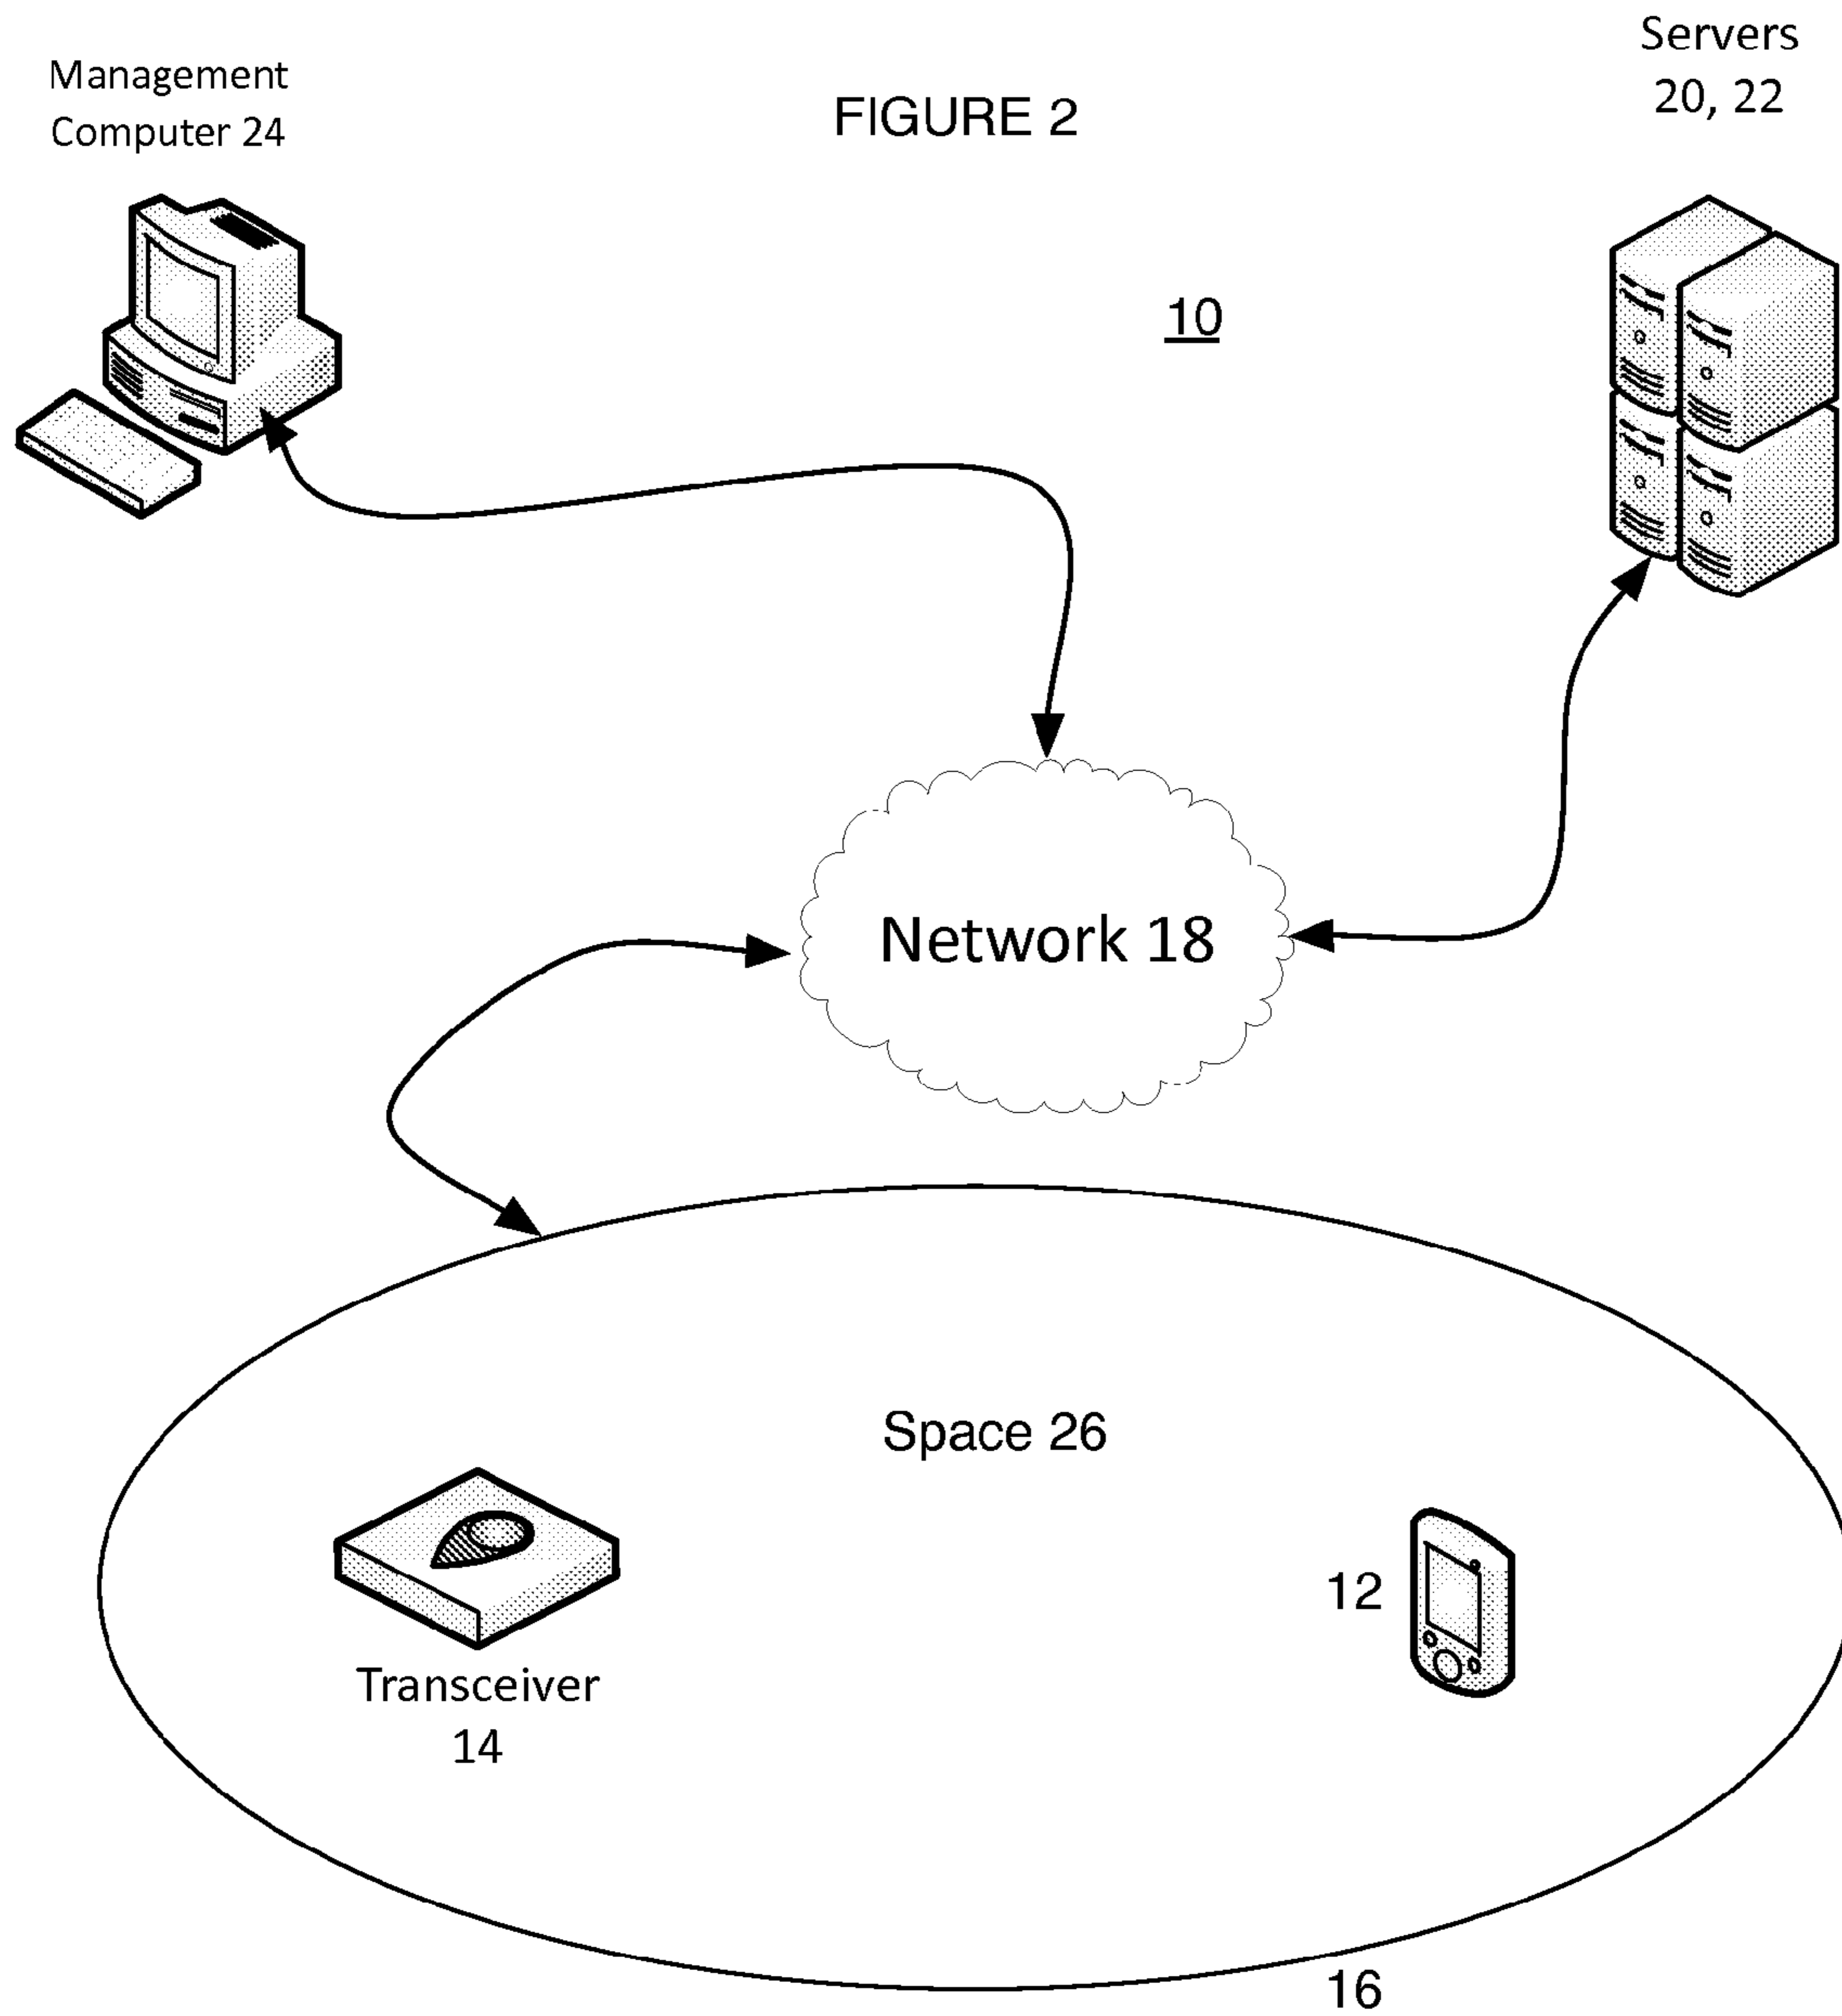 Management
Computer 24
FIGURE 2
Servers
20, 22
10
Network 18
Space 26
12
Transceiver
14
16